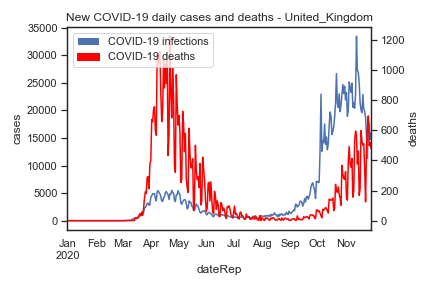 New COVID-19 daily cases and deaths - United_Kingdom
COVID-19 infections
COVID-19 deaths
35000
30000
25000
20000
15000
10000
5000
0
cases
1200
1000
800
600
400
200
0
deaths
Jan Feb Mar Apr May Jun Jul Aug Sep Oct Nov
2020
dateRep